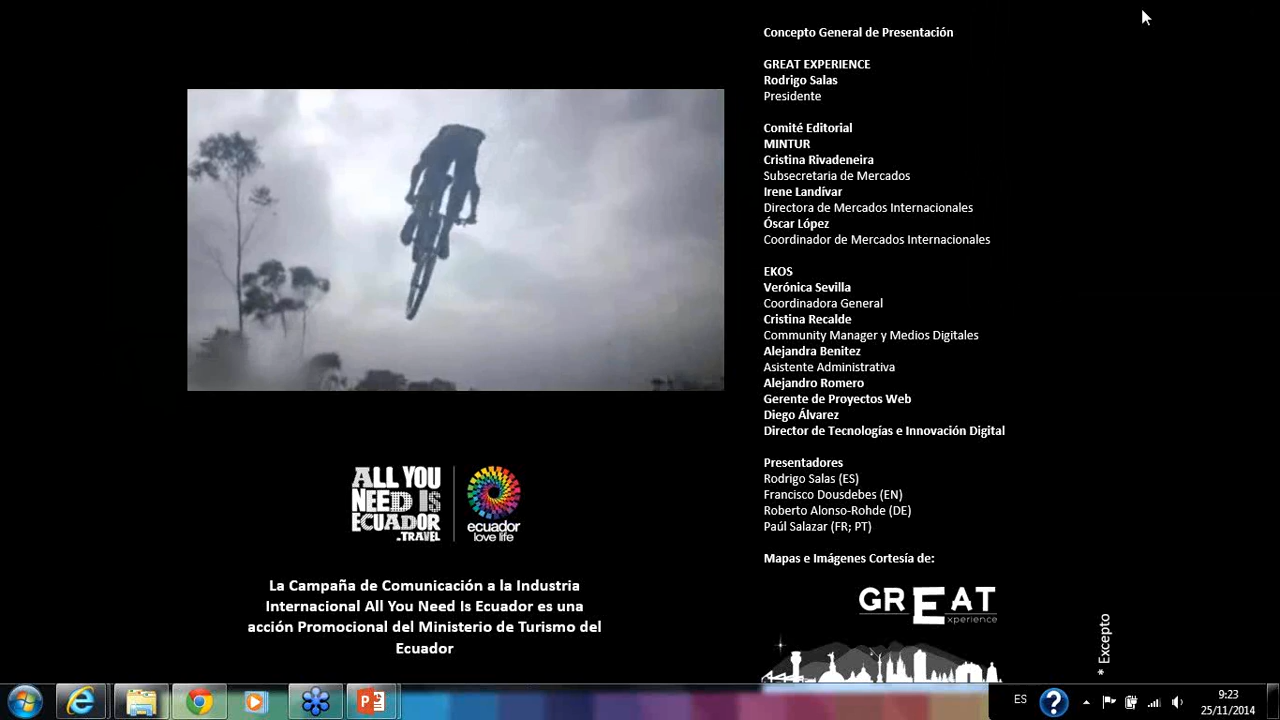 Concepto General de Presentación
GREAT EXPERIENCE
Rodrigo Salas
Presidente
Comité Editorial
MINTUR
Cristina Rivadeneira
Subsecretaria de Mercados
Irene Landívar
Directora de Mercados Internacionales
Óscar López
Coordinador de Mercados Internacionales
EKOS
Verónica Sevilla
Coordinadora General
Cristina Recalde
Community Manager y Medios Digitales
Alejandra Benitez
Asistente Administrativa
Alejandro Romero
Gerente de Proyectos Web
Diego Álvarez
Director de Tecnologías e Innovación Digital
Presentadores
Rodrigo Salas (ES)
Francisco Dousdebes (EN)
Roberto Alonso-Rohde (DE)
Paúl Salazar (FR; PT)
Mapas e Imágenes Cortesía de:
GREAT
xperience
* Excepto
ALL YOU
NEED IS
ECUADOR
.TRAVEL
ecuador
love life
La Campaña de Comunicación a la Industria
Internacional All You Need Is Ecuador es una
acción Promocional del Ministerio de Turismo del
Ecuador
ES
9:23
25/11/2014